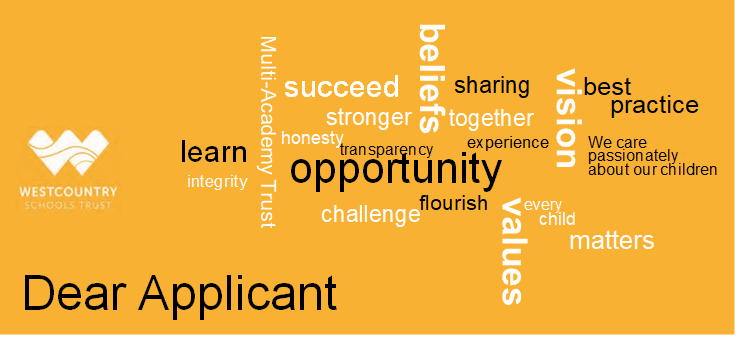 WESTCOUNTRY
SCHOOLS TRUST
learn
integrity
Multi-Academy Trust
succeed
stronger
honesty
transparency
opportunity
challenge
beliefs
sharing
together
experience
flourish
values
vision
best
practice
We care
passionately
about our children
every
child
matters
Dear Applicant